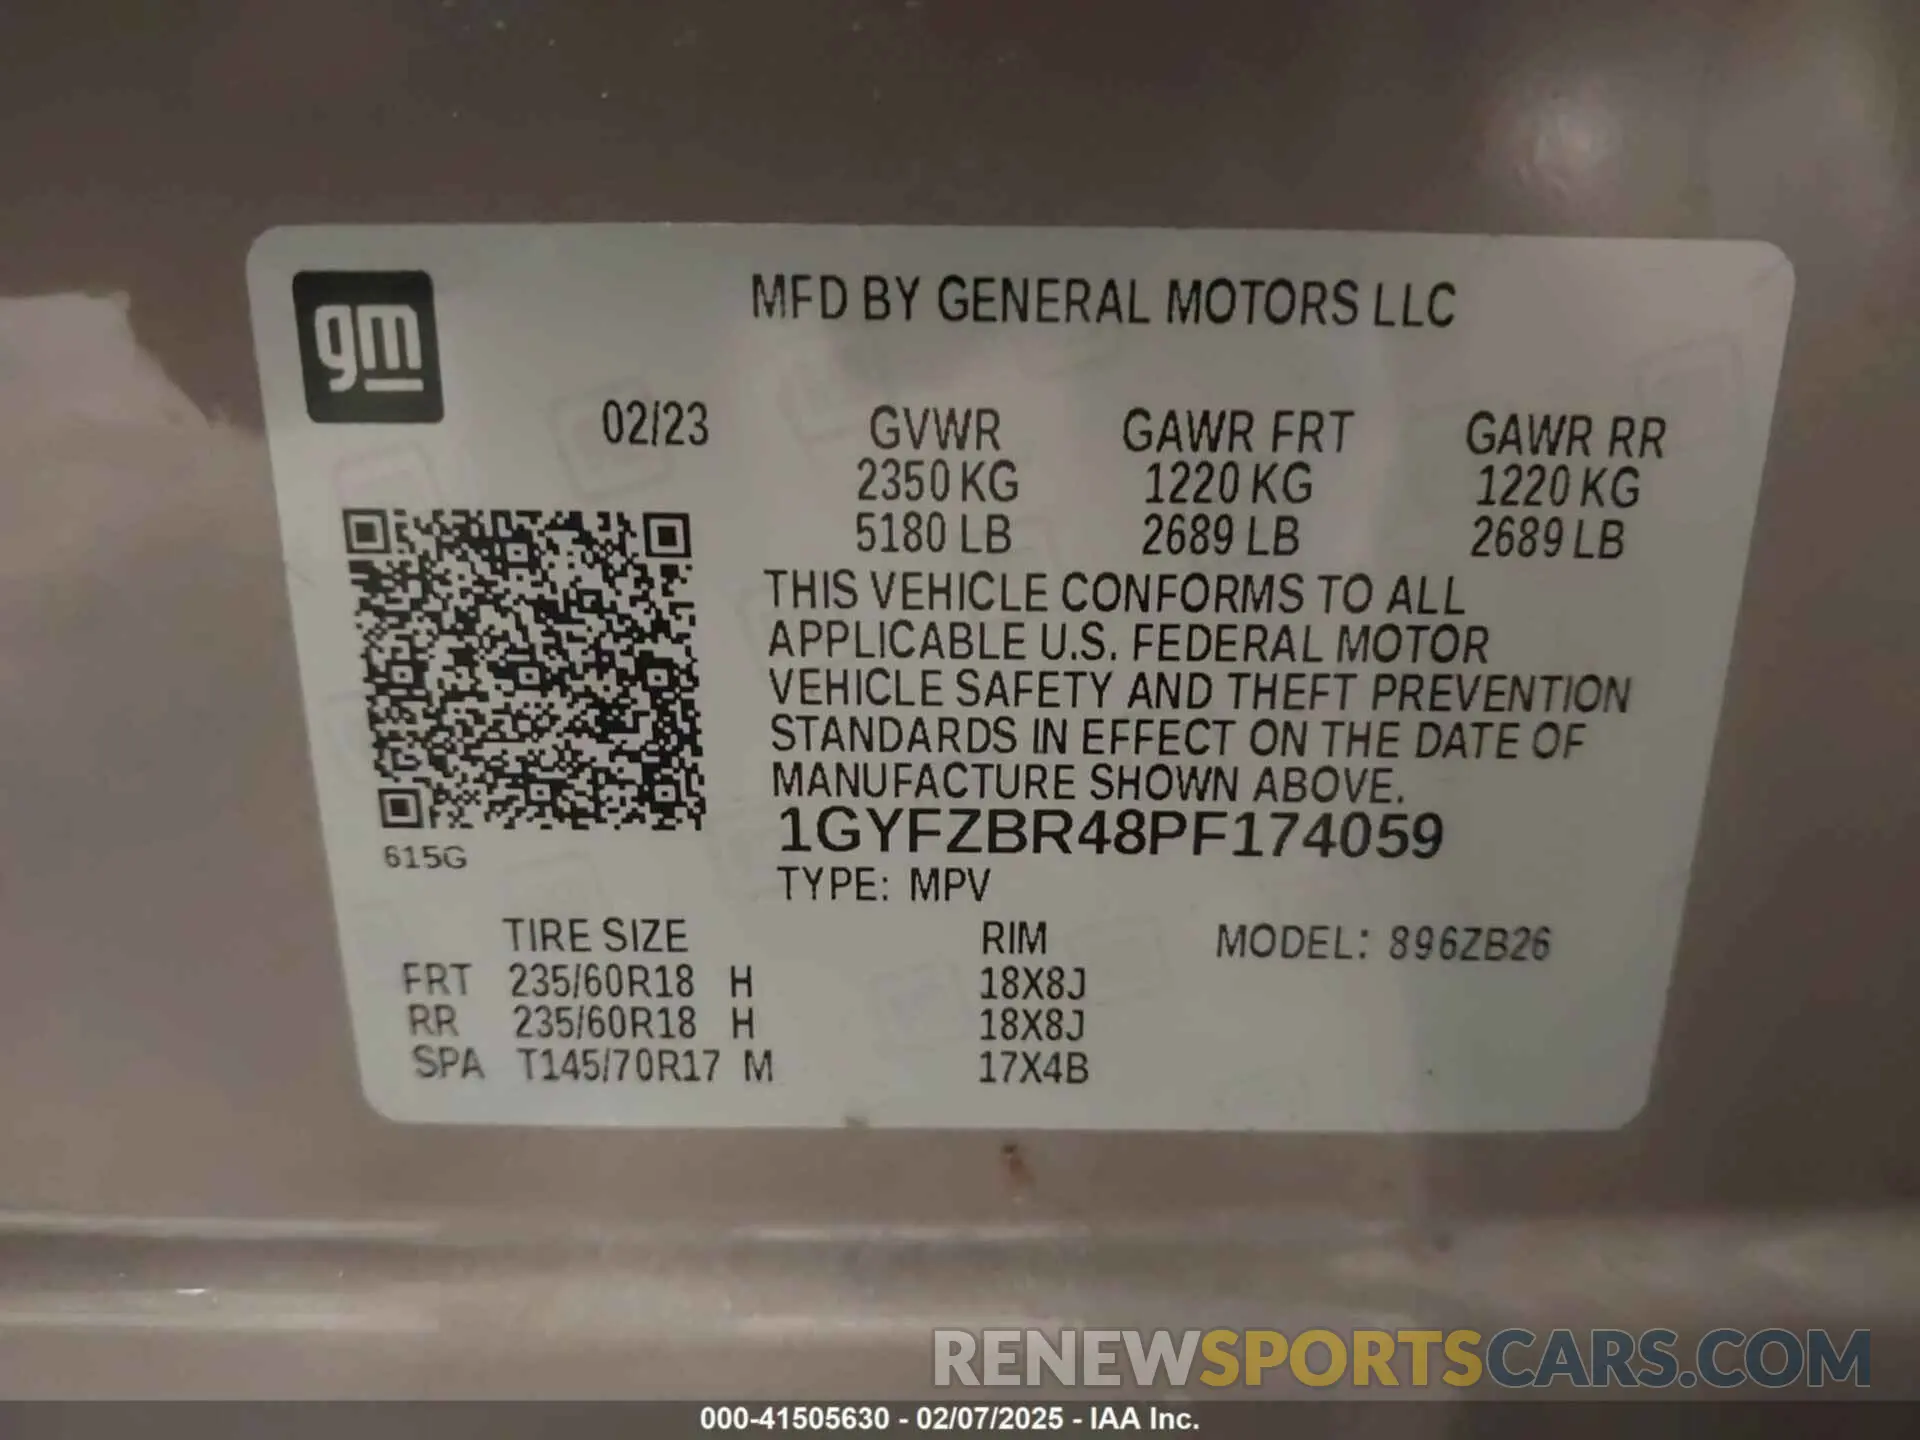 gm
MFD BY GENERAL MOTORS LLC
02/23 GVWR GAWR FRT GAWR RR
2350 KG 1220 KG 1220 KG
5180 LB 2689 LB 2689 LB
THIS VEHICLE CONFORMS TO ALL
APPLICABLE U.S. FEDERAL MOTOR
VEHICLE SAFETY AND THEFT PREVENTION
STANDARDS IN EFFECT ON THE DATE OF
MANUFACTURE SHOWN ABOVE.
1GYFZBR48PF174059
615G
TYPE: MPV
TIRE SIZE RIM MODEL: 896ZB26
FRT 235/60R18 H 18X8J
RR 235/60R18 H 18X8J
SPA T145/70R17 M 17X4B
RENEWSPORTSCARS.COM
000-41505630 - 02/07/2025 - IAA Inc.